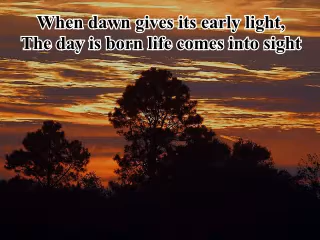 When dawn gives its early light,
The day is born life comes into sight